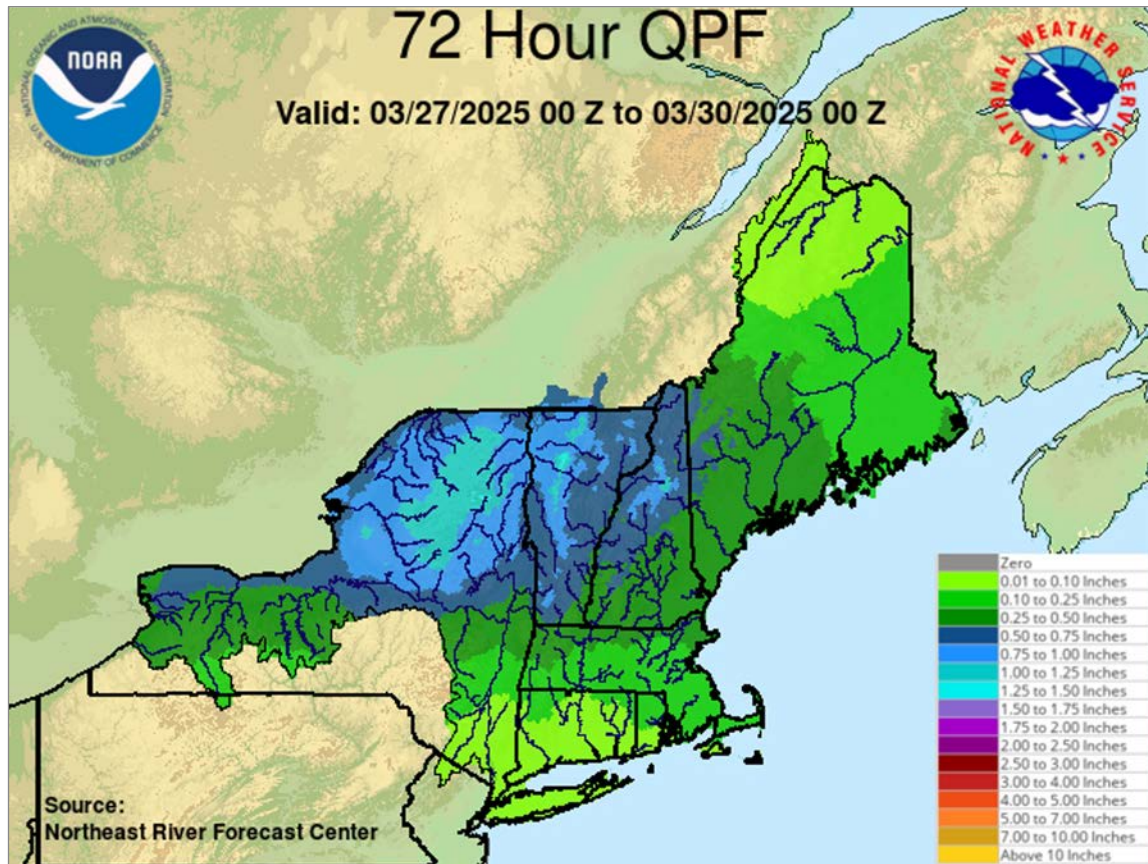 72 Hour QPF
Valid: 03/27/2025 00 Z to 03/30/2025 00 Z
NATIONAL OCEANIC AND ATMOSPHERIC ADMINISTRATION
NOAA
U.S. DEPARTMENT OF COMMERCE
NATIONAL WEATHER SERVICE
Zero
0.01 to 0.10 Inches
0.10 to 0.25 Inches
0.25 to 0.50 Inches
0.50 to 0.75 Inches
0.75 to 1.00 Inches
1.00 to 1.25 Inches
1.25 to 1.50 Inches
1.50 to 1.75 Inches
1.75 to 2.00 Inches
2.00 to 2.50 Inches
2.50 to 3.00 Inches
3.00 to 4.00 Inches
4.00 to 5.00 Inches
5.00 to 7.00 Inches
7.00 to 10.00 Inches
Above 10 Inches
Source:
Northeast River Forecast Center